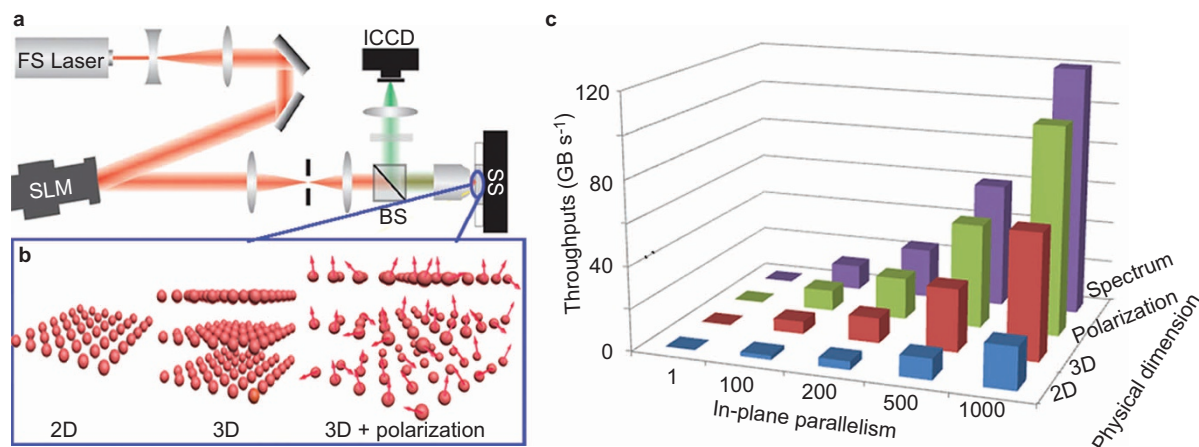 a
FS Laser
ICCD
SLM
BS
SS
b
2D
3D
3D + polarization
c
Throughputs (GB s-1)
120
80
40
0
1
100
200
500
1000
In-plane parallelism
2D
3D
Polarization
Spectrum
Physical dimension